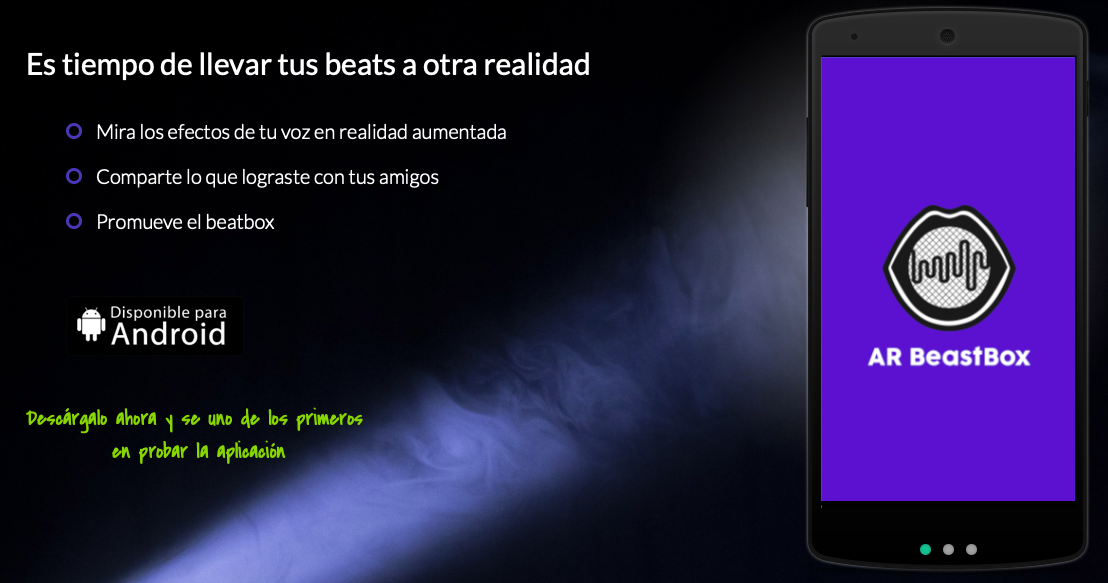 Es tiempo de llevar tus beats a otra realidad
Mira los efectos de tu voz en realidad aumentada
Comparte lo que lograste con tus amigos
Promueve el beatbox
Disponible para
Android
Descárgalo ahora y se uno de los primeros
en probar la aplicación
AR BeastBox